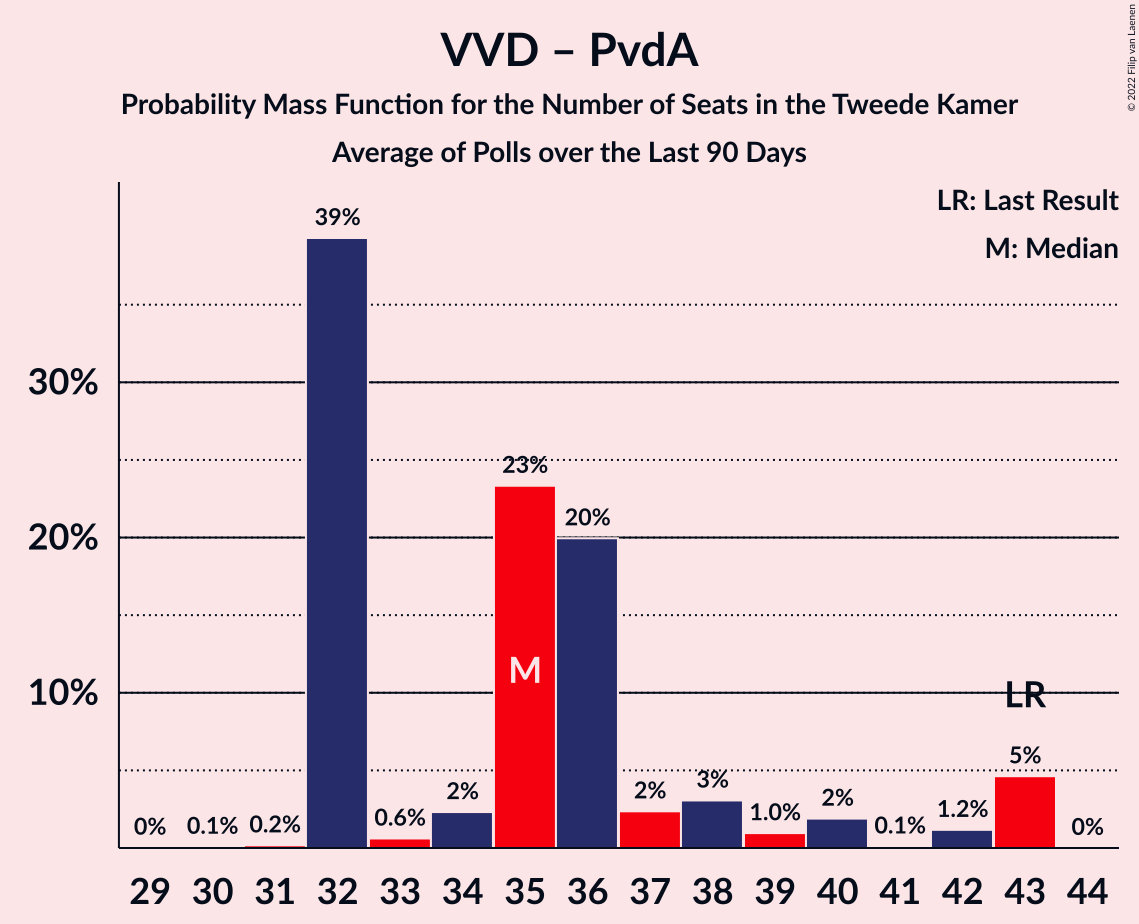 VVD – PvdA
Probability Mass Function for the Number of Seats in the Tweede Kamer
Average of Polls over the Last 90 Days
© 2022 Filip van Laenen
LR: Last Result
M: Median
39%
30%
23%
20%
20%
M
10%
LR
5%
0% 0.1% 0.2% 0.6% 2% 2% 3% 1.0% 2% 0.1% 1.2% 0%
29 30 31 32 33 34 35 36 37 38 39 40 41 42 43 44